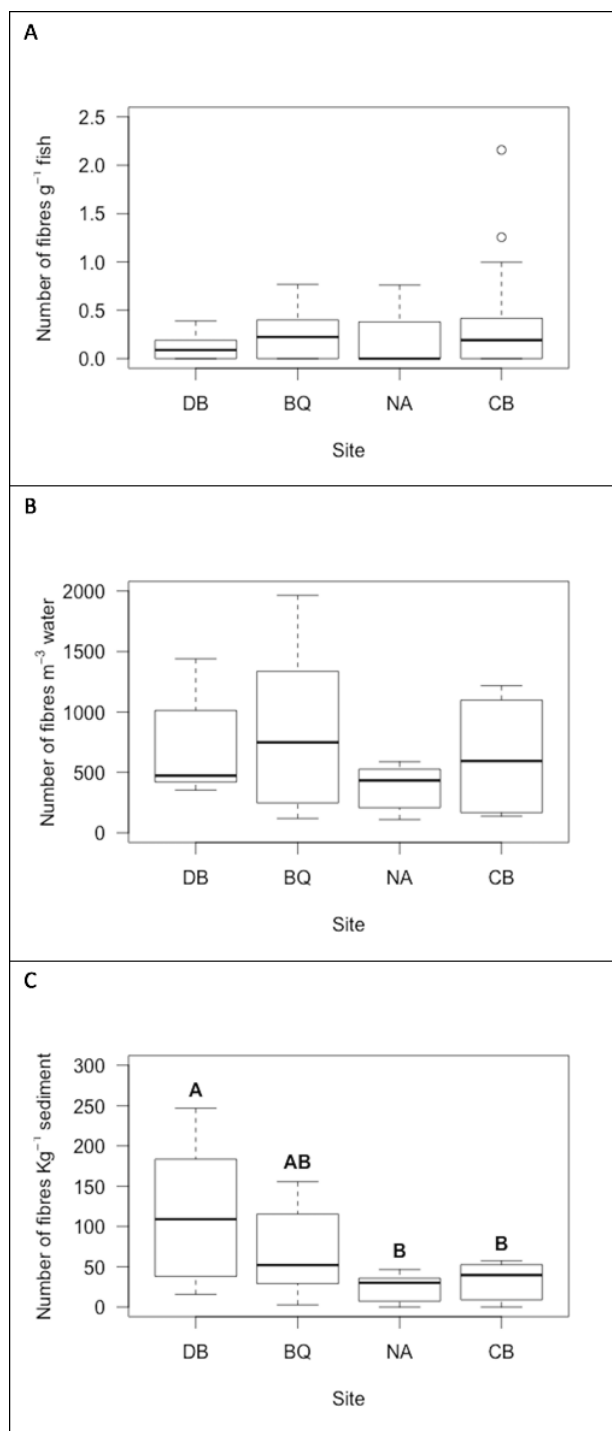 A
Number of fibres g⁻¹ fish
2.5
2.0
1.5
1.0
0.5
0.0
DB BQ NA CB
Site
B
Number of fibres m⁻³ water
2000
1500
1000
500
0
DB BQ NA CB
Site
C
Number of fibres Kg⁻¹ sediment
300
250
200
150
100
50
0
A
AB
B B
DB BQ NA CB
Site